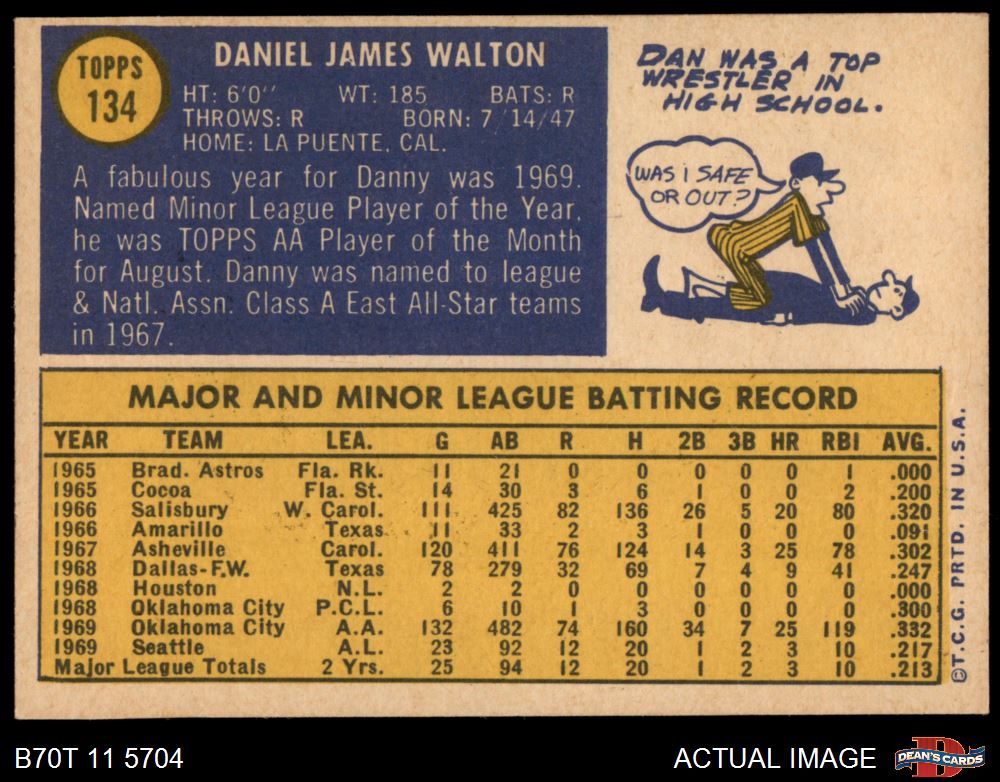 TOPPS
134
DANIEL JAMES WALTON
HT: 6'0'' WT: 185 BATS: R
THROWS: R BORN: 7/14/47
HOME: LA PUENTE, CAL.
A fabulous year for Danny was 1969.
Named Minor League Player of the Year,
he was TOPPS AA Player of the Month
for August. Danny was named to league
& Natl. Assn. Class A East All-Star teams
in 1967.
DAN WAS A TOP
WRESTLER IN
HIGH SCHOOL.
WAS I SAFE
OR OUT?
MAJOR AND MINOR LEAGUE BATTING RECORD
YEAR TEAM LEA. G AB R H 2B 3B HR RBI AVG.
1965 Brad. Astros Fla. Rk. 11 21 0 0 0 0 0 1 .000
1965 Cocoa Fla. St. 14 30 3 6 1 0 0 2 .200
1966 Salisbury W. Carol. 111 425 82 136 26 5 20 80 .320
1966 Amarillo Texas 11 33 2 3 1 0 0 0 .091
1967 Asheville Carol. 120 411 76 124 14 3 25 78 .302
1968 Dallas-F.W. Texas 78 279 32 69 7 4 9 41 .247
1968 Houston N.L. 2 2 0 0 0 0 0 0 .000
1968 Oklahoma City P.C.L. 6 10 1 3 0 0 0 0 .300
1969 Oklahoma City A.A. 132 482 74 160 34 7 25 119 .332
1969 Seattle A.L. 23 92 12 20 1 2 3 10 .217
Major League Totals 2 Yrs. 25 94 12 20 1 2 3 10 .213
©T.C.G. PRTD. IN U.S.A.
B70T 11 5704
ACTUAL IMAGE
D
DEAN'S CARDS